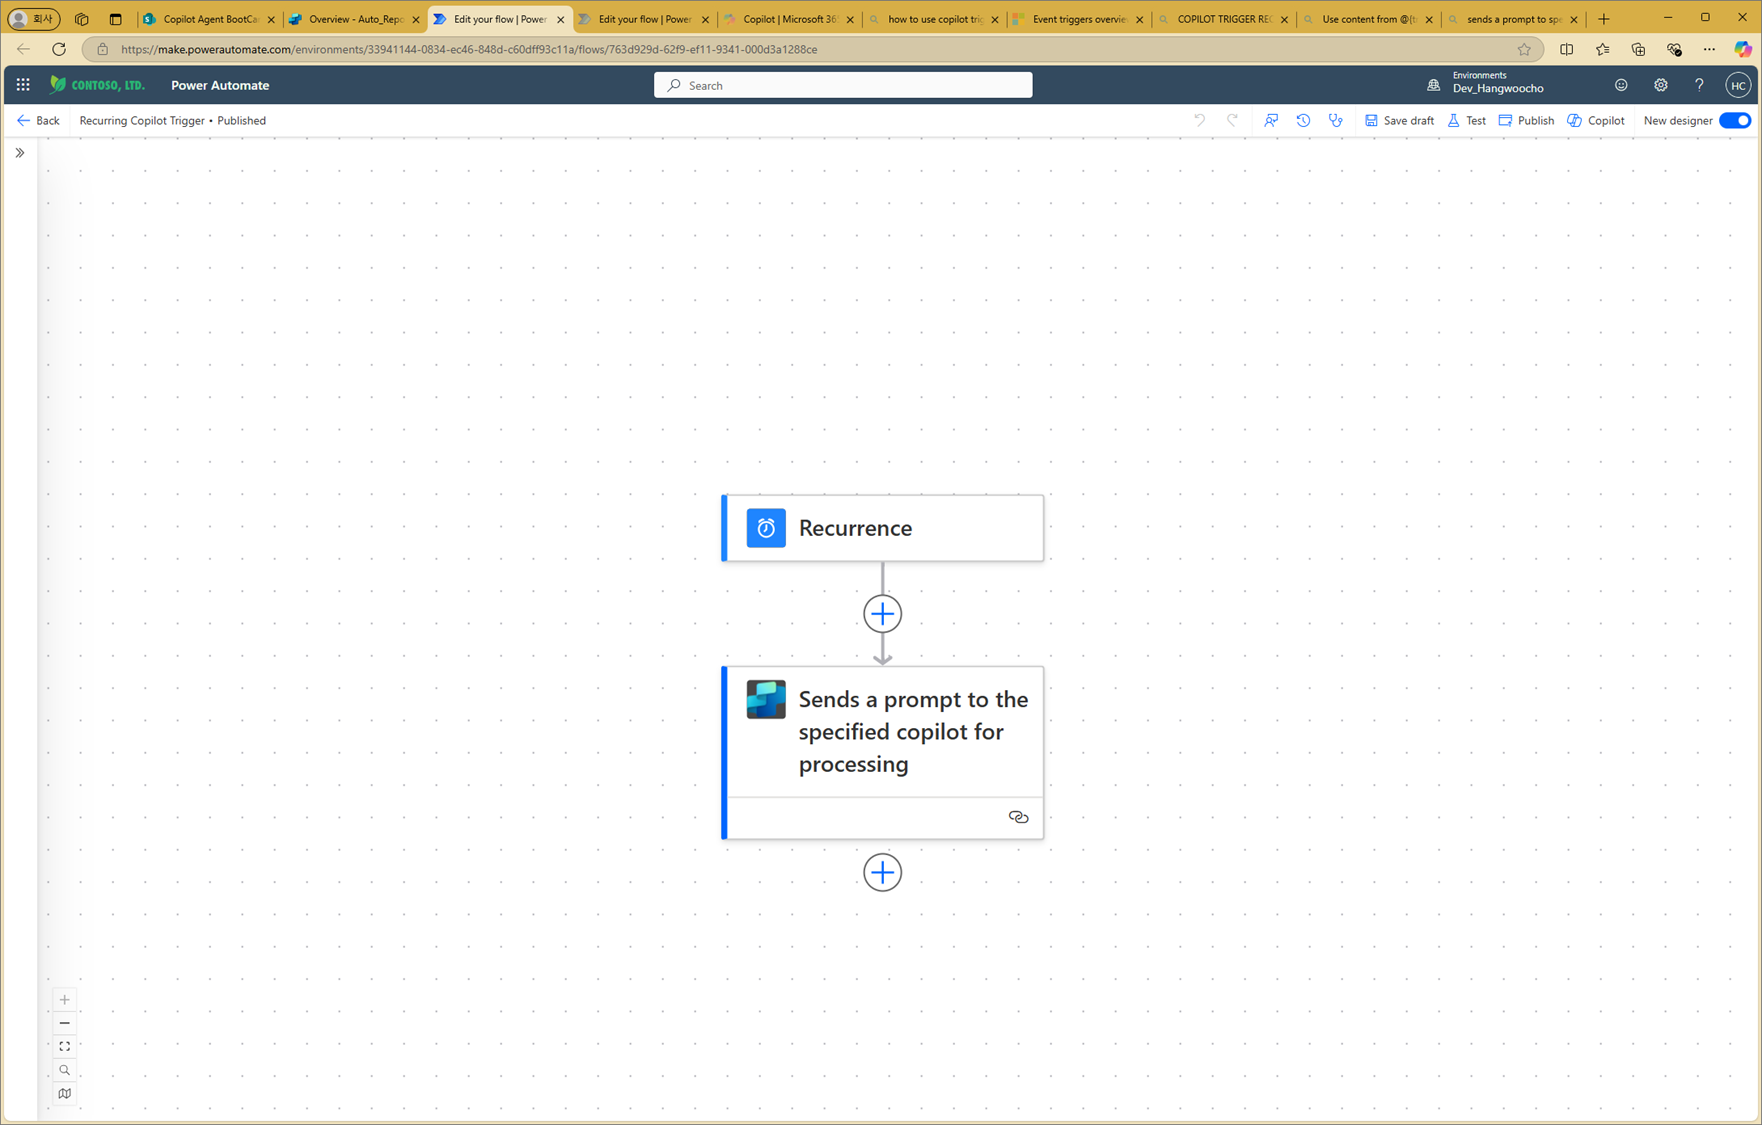 회사
Copilot Agent BootCa
Overview - Auto_Repo
Edit your flow | Power
Edit your flow | Power
Copilot | Microsoft 36
how to use copilot trig
Event triggers overvie
COPILOT TRIGGER REC
Use content from @{t
sends a prompt to spe
https://make.powerautomate.com/environments/33941144-0834-ec46-848d-c60dff93c11a/flows/763d929d-62f9-ef11-9341-000d3a1288ce
CONTOSO, LTD.
Power Automate
Search
Environments
Dev_Hangwoocho
?
HC
Back
Recurring Copilot Trigger • Published
Save draft
Test
Publish
Copilot
New designer
Recurrence
Sends a prompt to the
specified copilot for
processing